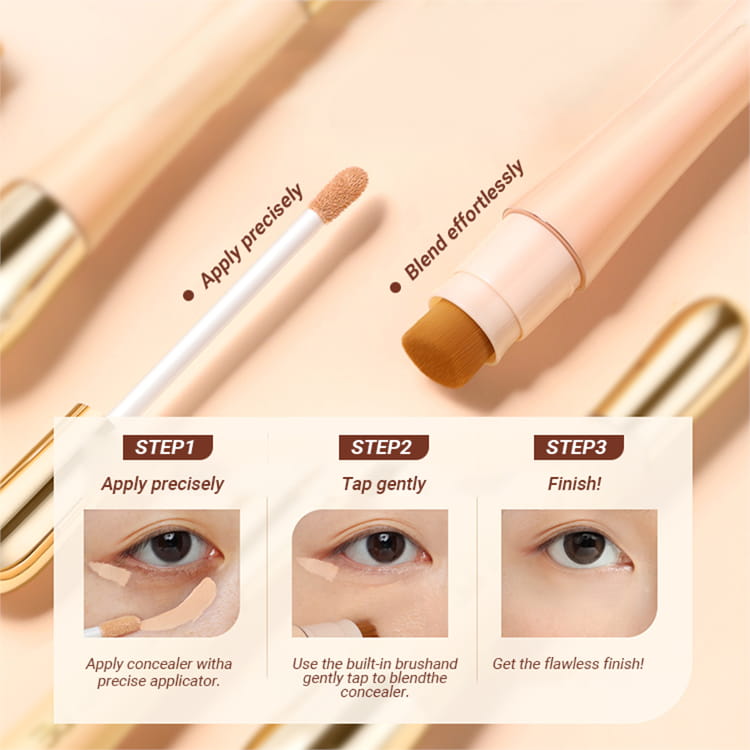 Apply precisely
Blend effortlessly
STEP1
Apply precisely
Apply concealer witha
precise applicator.
STEP2
Tap gently
Use the built-in brushand
gently tap to blendthe
concealer.
STEP3
Finish!
Get the flawless finish!